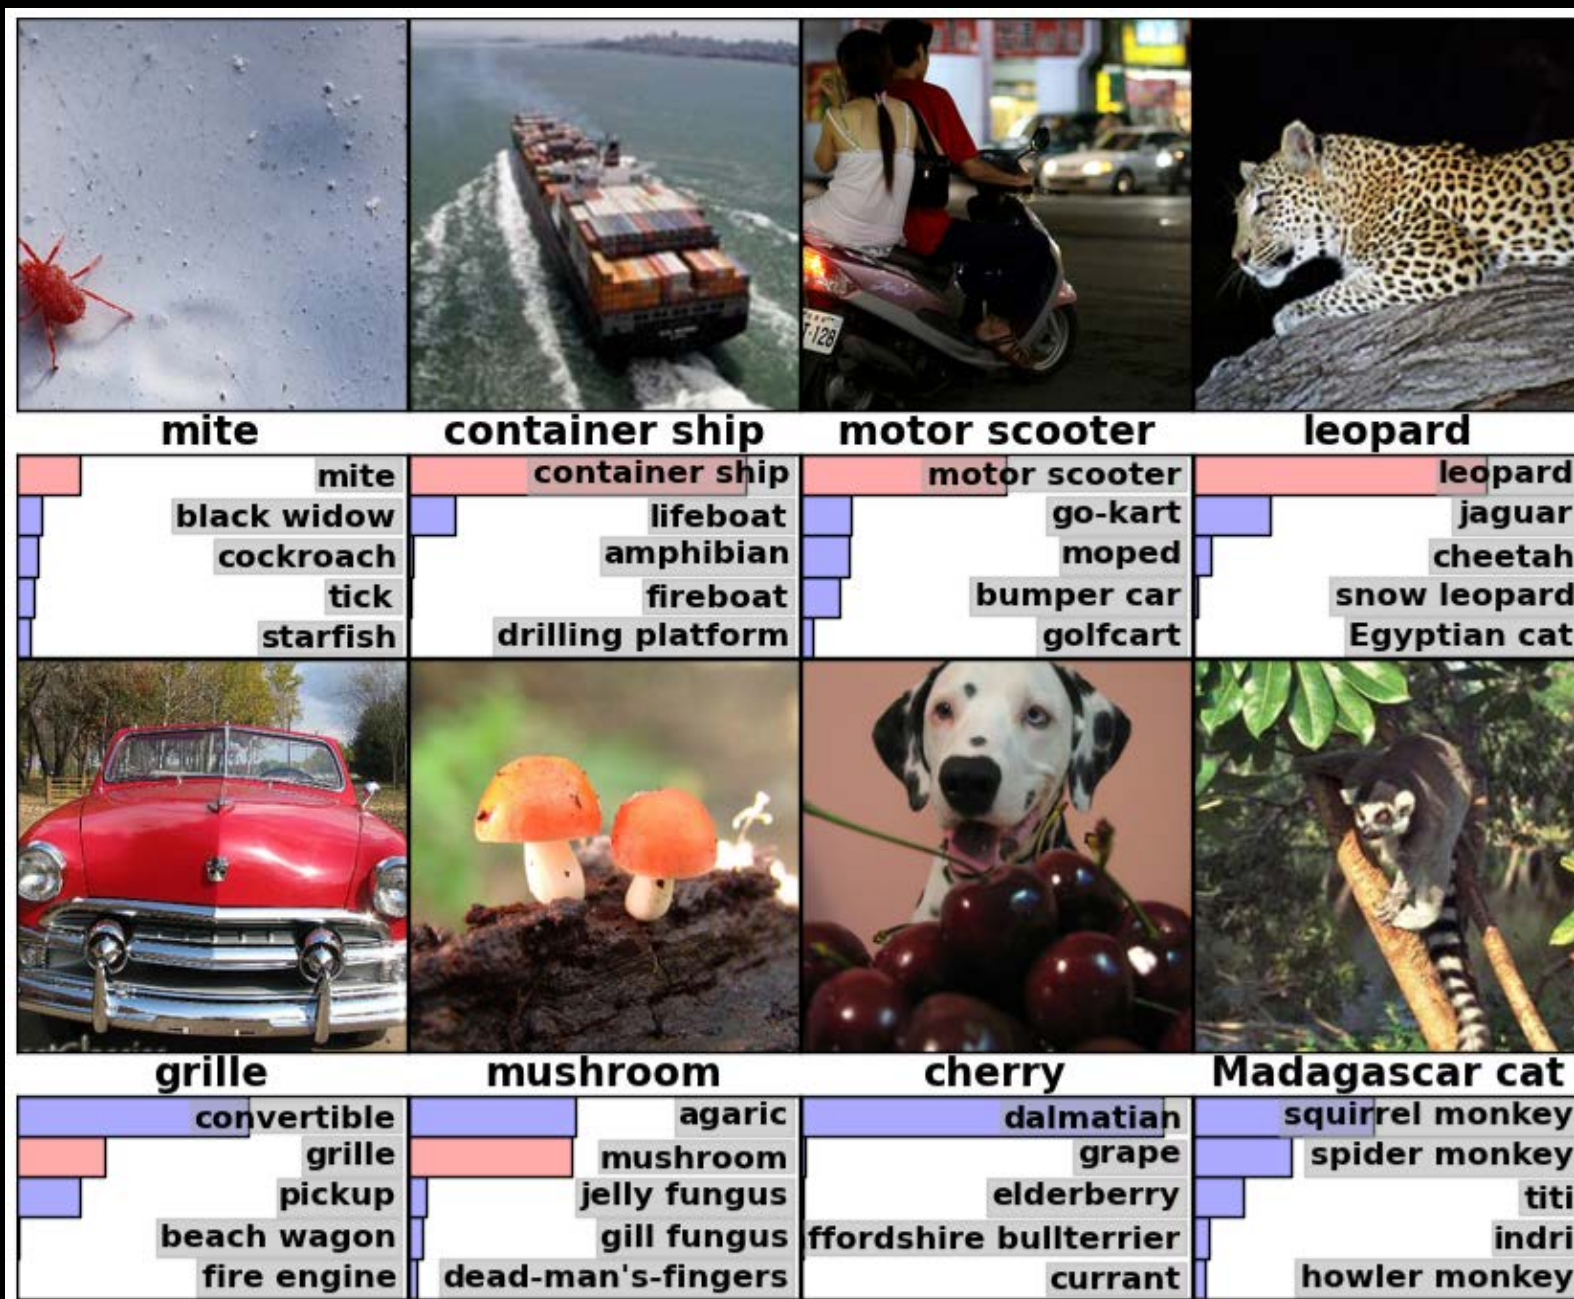 T-128
mite
container ship
motor scooter
leopard
mite
black widow
cockroach
tick
starfish
container ship
lifeboat
amphibian
fireboat
drilling platform
motor scooter
go-kart
moped
bumper car
golfcart
leopard
jaguar
cheetah
snow leopard
Egyptian cat
grille
mushroom
cherry
Madagascar cat
convertible
grille
pickup
beach wagon
fire engine
agaric
mushroom
jelly fungus
gill fungus
dead-man's-fingers
dalmatian
grape
elderberry
ffordshire bullterrier
currant
squirrel monkey
spider monkey
titi
indri
howler monkey